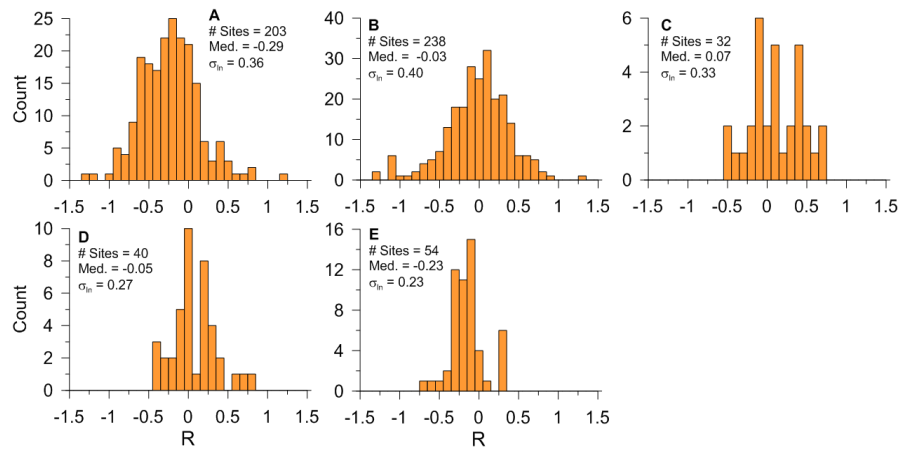 A
# Sites = 203
Med. = -0.29
σln = 0.36
25
20
15
10
5
0
Count
-1.5 -1 -0.5 0 0.5 1 1.5
B
# Sites = 238
Med. = -0.03
σln = 0.40
40
30
20
10
0
-1.5 -1 -0.5 0 0.5 1 1.5
C
# Sites = 32
Med. = 0.07
σln = 0.33
6
4
2
0
-1.5 -1 -0.5 0 0.5 1 1.5
D
# Sites = 40
Med. = -0.05
σln = 0.27
10
8
6
4
2
0
Count
-1.5 -1 -0.5 0 0.5 1 1.5
R
E
# Sites = 54
Med. = -0.23
σln = 0.23
16
12
8
4
0
-1.5 -1 -0.5 0 0.5 1 1.5
R